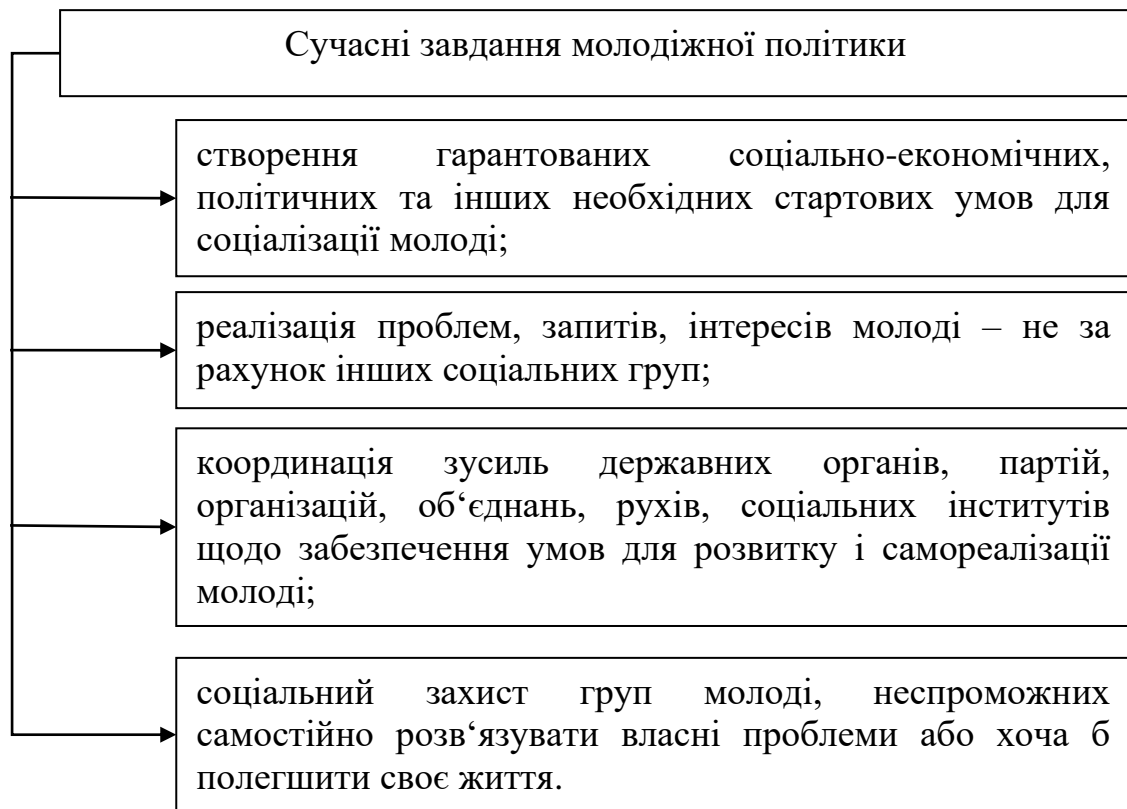 Сучасні завдання молодіжної політики
створення гарантованих соціально-економічних,
політичних та інших необхідних стартових умов для
соціалізації молоді;
реалізація проблем, запитів, інтересів молоді – не за
рахунок інших соціальних груп;
координація зусиль державних органів, партій,
організацій, об‘єднань, рухів, соціальних інститутів
щодо забезпечення умов для розвитку і самореалізації
молоді;
соціальний захист груп молоді, неспроможних
самостійно розв‘язувати власні проблеми або хоча б
полегшити своє життя.